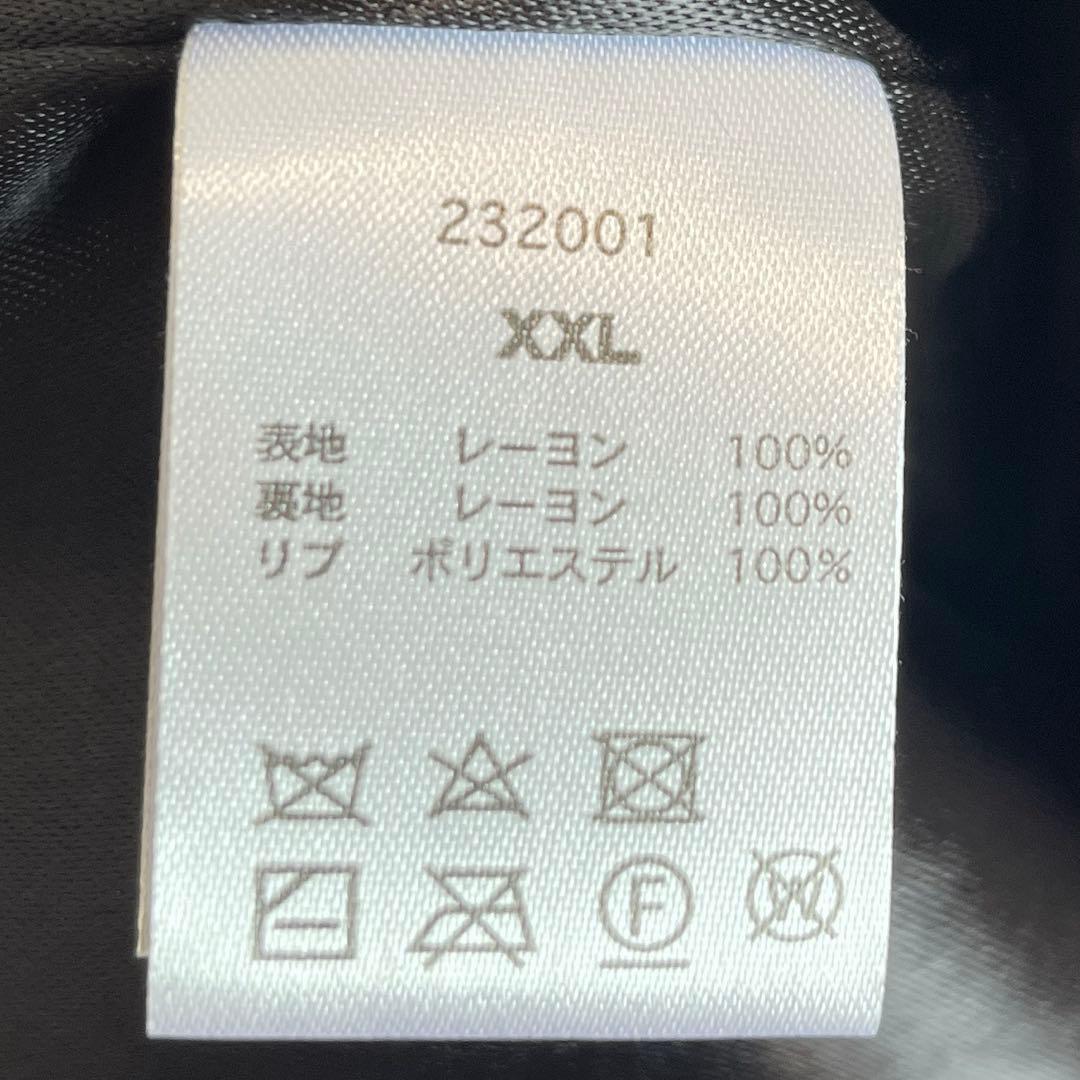 232001
XXL
表地 レーヨン 100%
裏地 レーヨン 100%
リブ ポリエステル 100%
F W